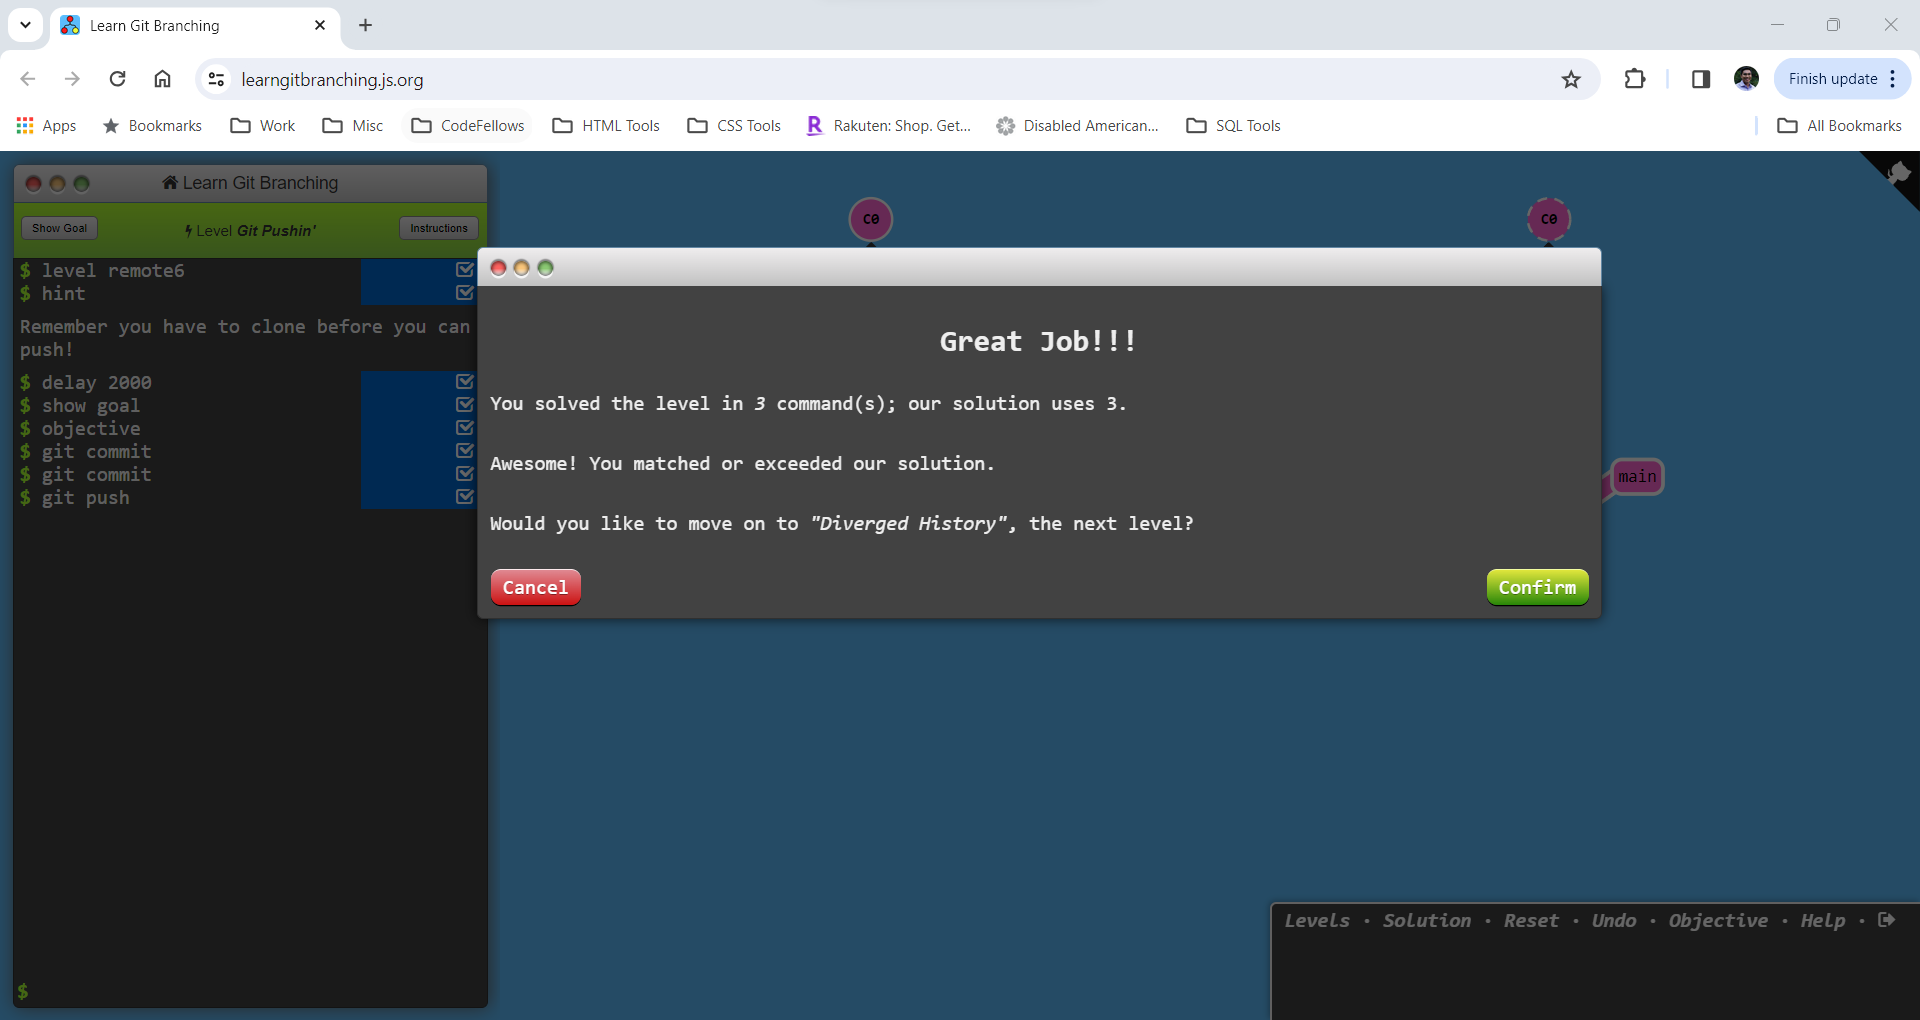 Learn Git Branching
learngitbranching.js.org
Finish update
Apps
Bookmarks
Work
Misc
CodeFellows
HTML Tools
CSS Tools
Rakuten: Shop. Get...
Disabled American...
SQL Tools
All Bookmarks
Learn Git Branching
Show Goal
Level Git Pushin'
Instructions
$ level remote6
$ hint
Remember you have to clone before you can
push!
$ delay 2000
$ show goal
$ objective
$ git commit
$ git commit
$ git push
$
C0
C0
main
Great Job!!!
You solved the level in 3 command(s); our solution uses 3.
Awesome! You matched or exceeded our solution.
Would you like to move on to "Diverged History", the next level?
Cancel
Confirm
Levels · Solution · Reset · Undo · Objective · Help ·